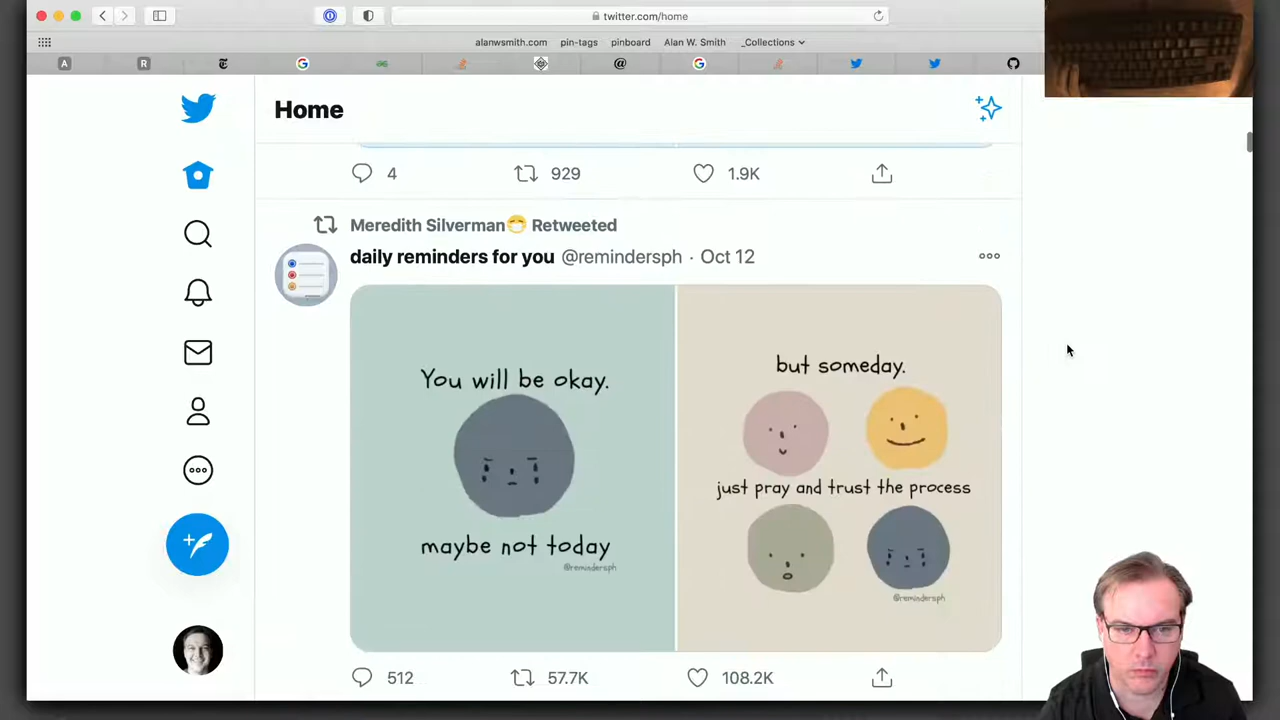 twitter.com/home
alanwsmith.com pin-tags pinboard Alan W. Smith _Collections
Home
4 929 1.9K
Meredith Silverman😷 Retweeted
daily reminders for you @remindersph · Oct 12
You will be okay.
maybe not today
@remindersph
but someday.
just pray and trust the process
@remindersph
512 57.7K 108.2K